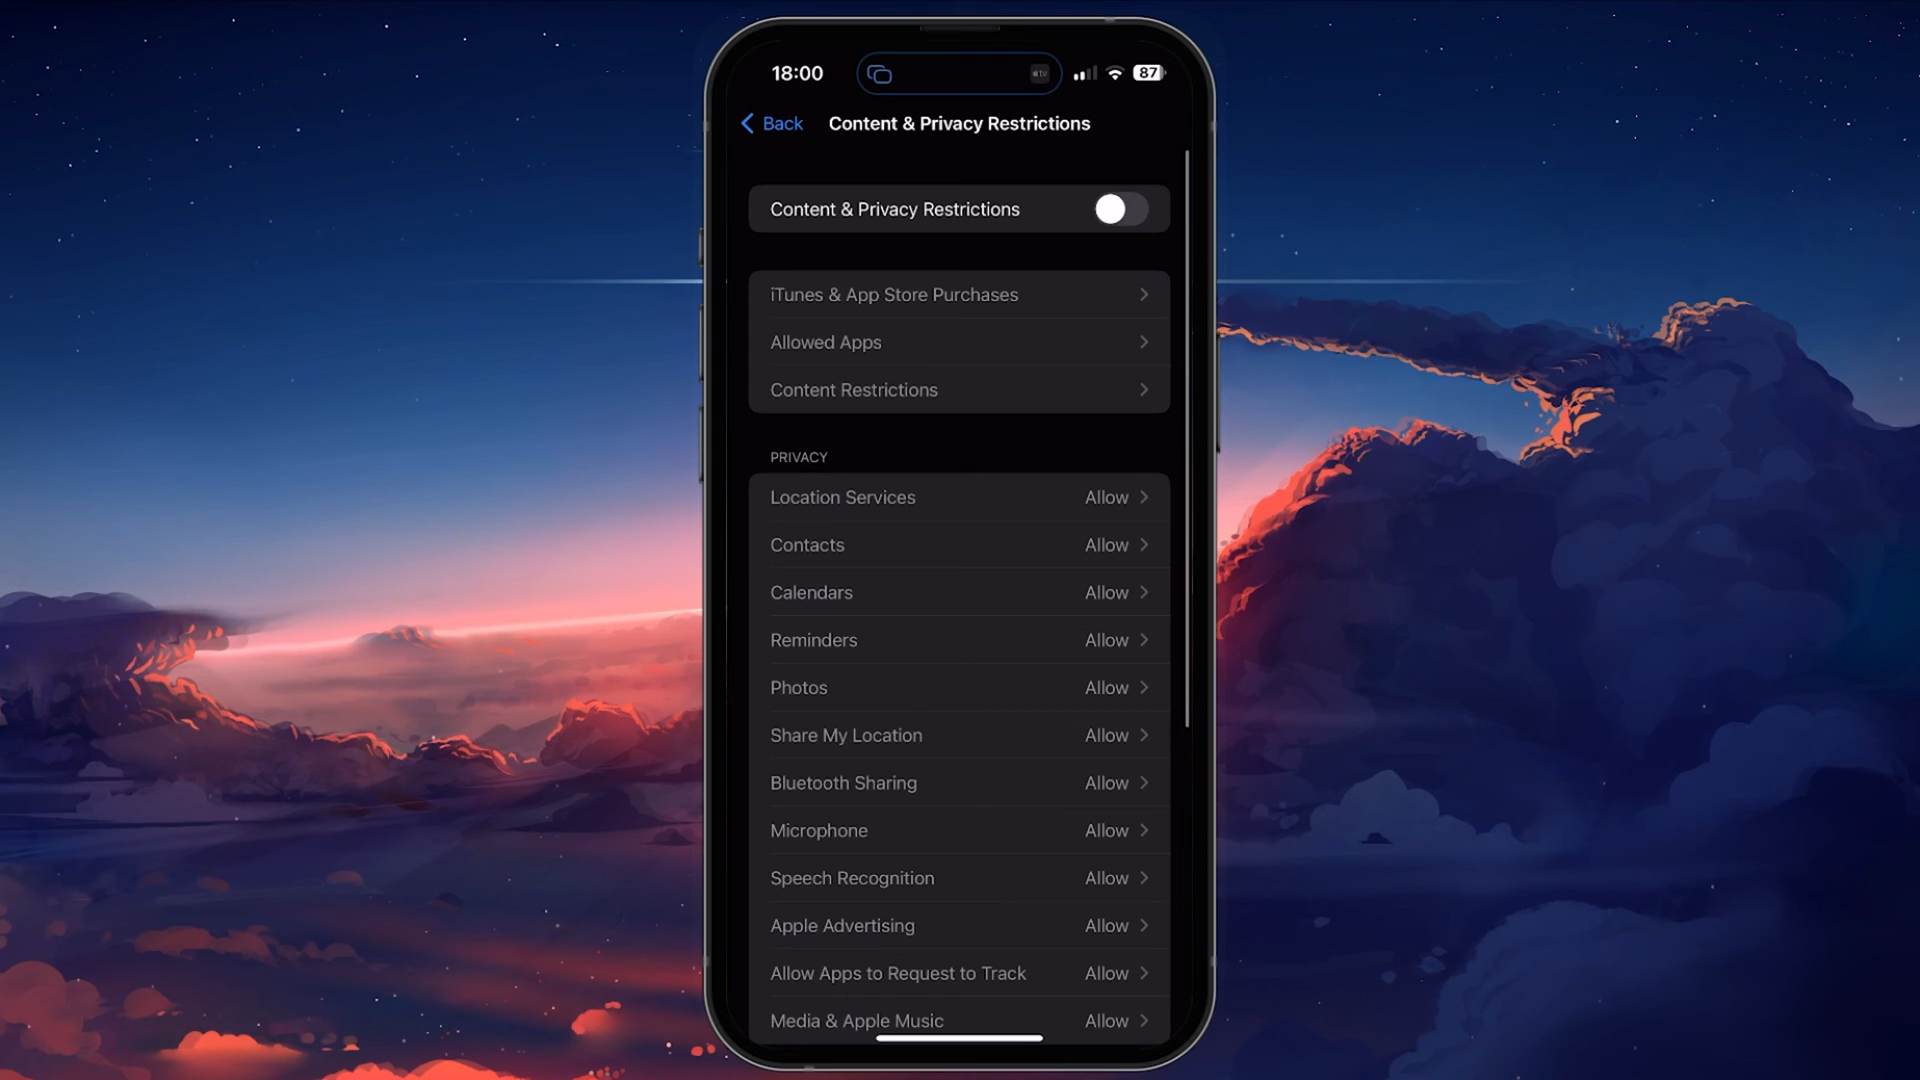 18:00
tv
87
Back
Content & Privacy Restrictions
Content & Privacy Restrictions
iTunes & App Store Purchases
Allowed Apps
Content Restrictions
PRIVACY
Location Services Allow
Contacts Allow
Calendars Allow
Reminders Allow
Photos Allow
Share My Location Allow
Bluetooth Sharing Allow
Microphone Allow
Speech Recognition Allow
Apple Advertising Allow
Allow Apps to Request to Track Allow
Media & Apple Music Allow